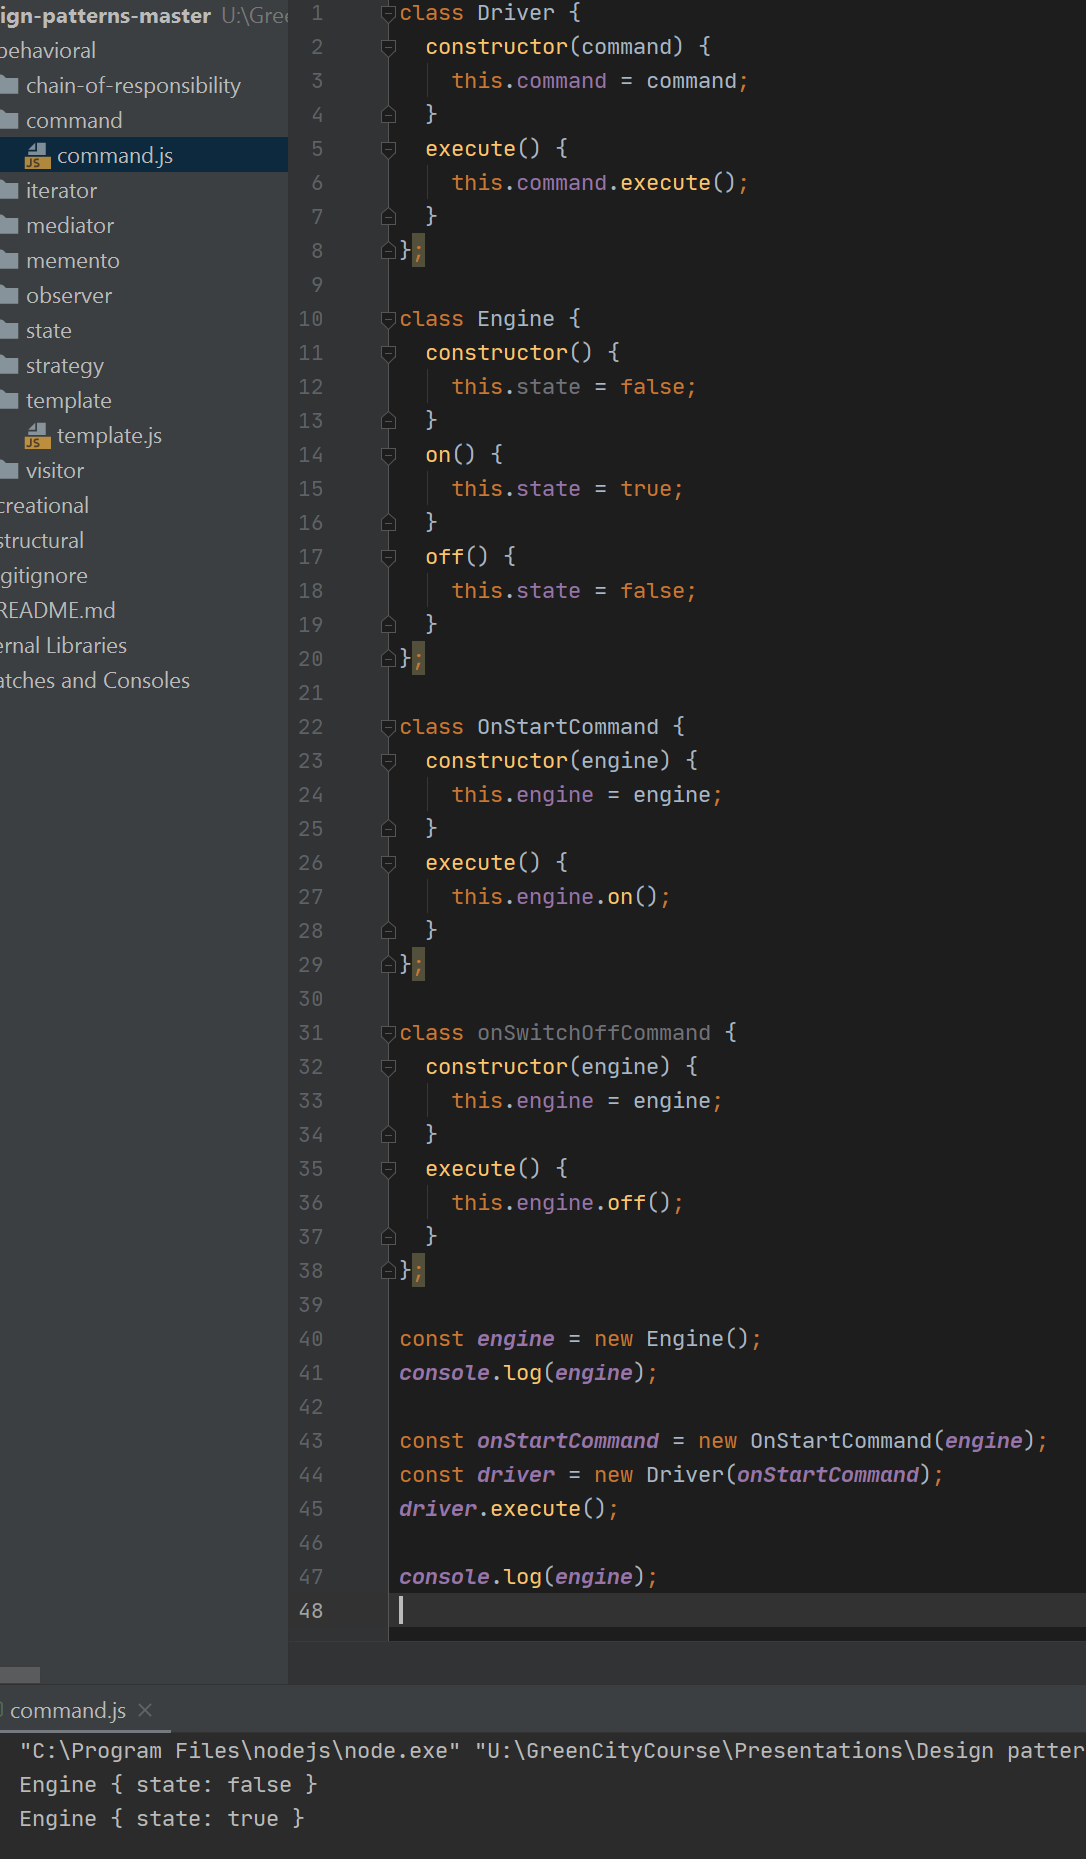 ign-patterns-master U:\Gree
behavioral
chain-of-responsibility
command
JS command.js
iterator
mediator
memento
observer
state
strategy
template
JS template.js
visitor
creational
structural
gitignore
README.md
ernal Libraries
atches and Consoles
1 class Driver {
2   constructor(command) {
3     this.command = command;
4   }
5   execute() {
6     this.command.execute();
7   }
8 };
9
10 class Engine {
11   constructor() {
12     this.state = false;
13   }
14   on() {
15     this.state = true;
16   }
17   off() {
18     this.state = false;
19   }
20 };
21
22 class OnStartCommand {
23   constructor(engine) {
24     this.engine = engine;
25   }
26   execute() {
27     this.engine.on();
28   }
29 };
30
31 class onSwitchOffCommand {
32   constructor(engine) {
33     this.engine = engine;
34   }
35   execute() {
36     this.engine.off();
37   }
38 };
39
40 const engine = new Engine();
41 console.log(engine);
42
43 const onStartCommand = new OnStartCommand(engine);
44 const driver = new Driver(onStartCommand);
45 driver.execute();
46
47 console.log(engine);
48
command.js
"C:\Program Files\nodejs\node.exe" "U:\GreenCityCourse\Presentations\Design patter
Engine { state: false }
Engine { state: true }